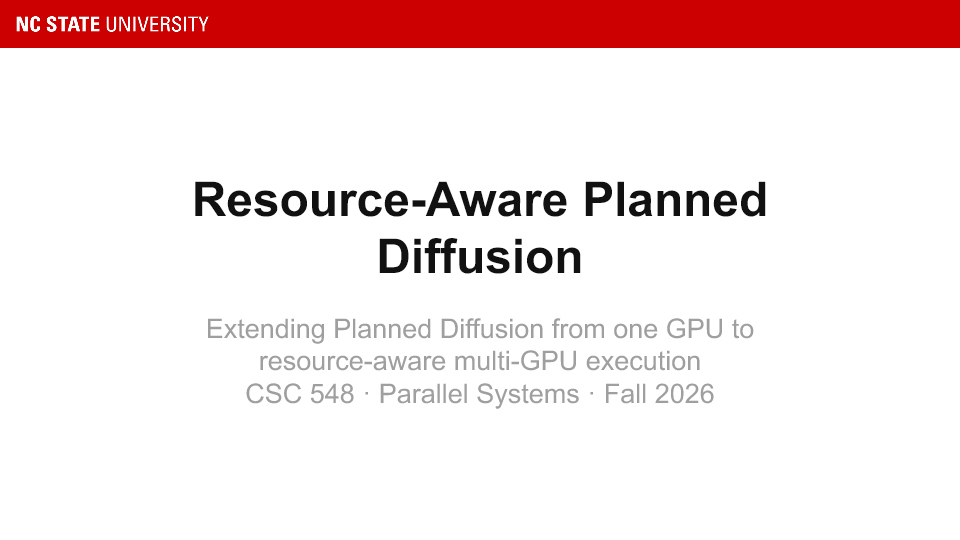 NC STATE UNIVERSITY
Resource-Aware Planned
Diffusion
Extending Planned Diffusion from one GPU to
resource-aware multi-GPU execution
CSC 548 · Parallel Systems · Fall 2026